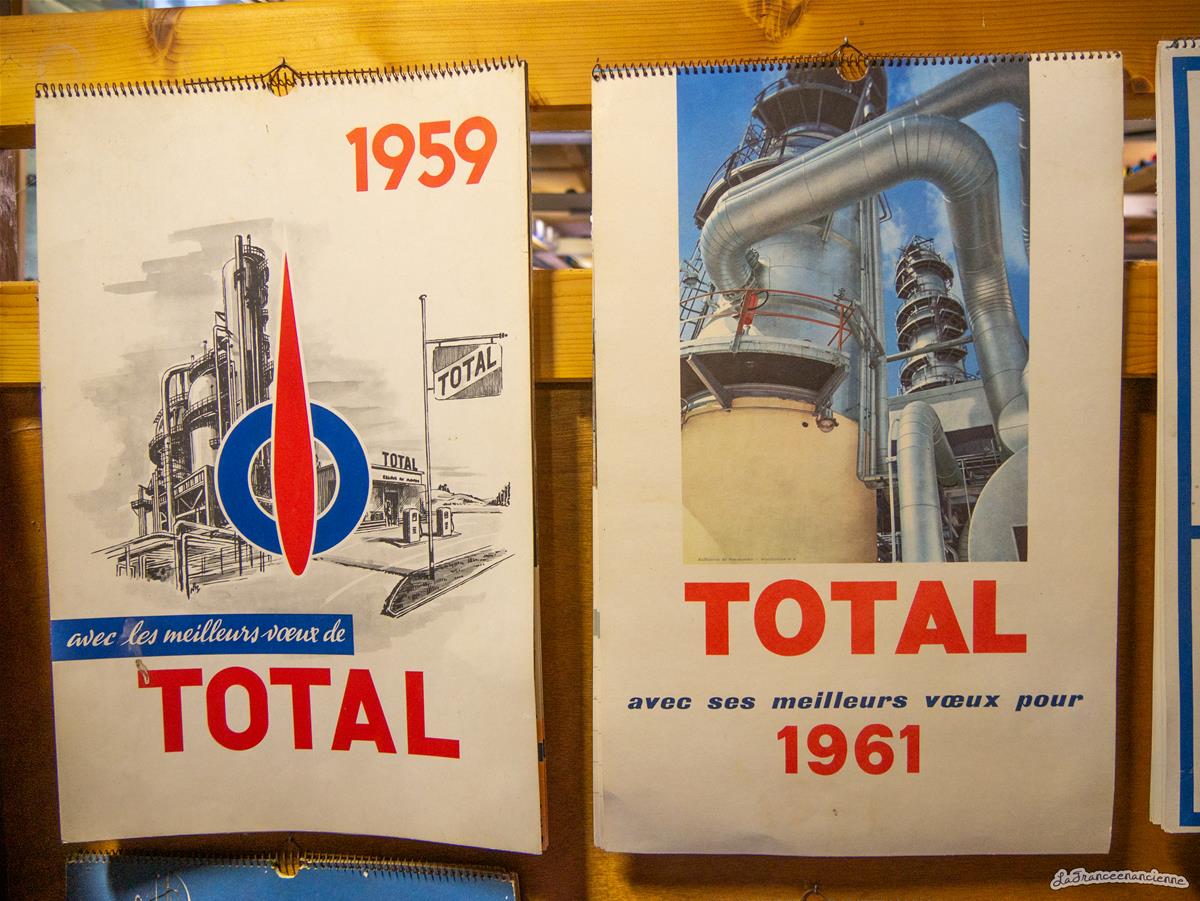 1959
TOTAL
TOTAL
avec les meilleurs vœux de
TOTAL
TOTAL
avec ses meilleurs vœux pour
1961
LaFranceenancienne